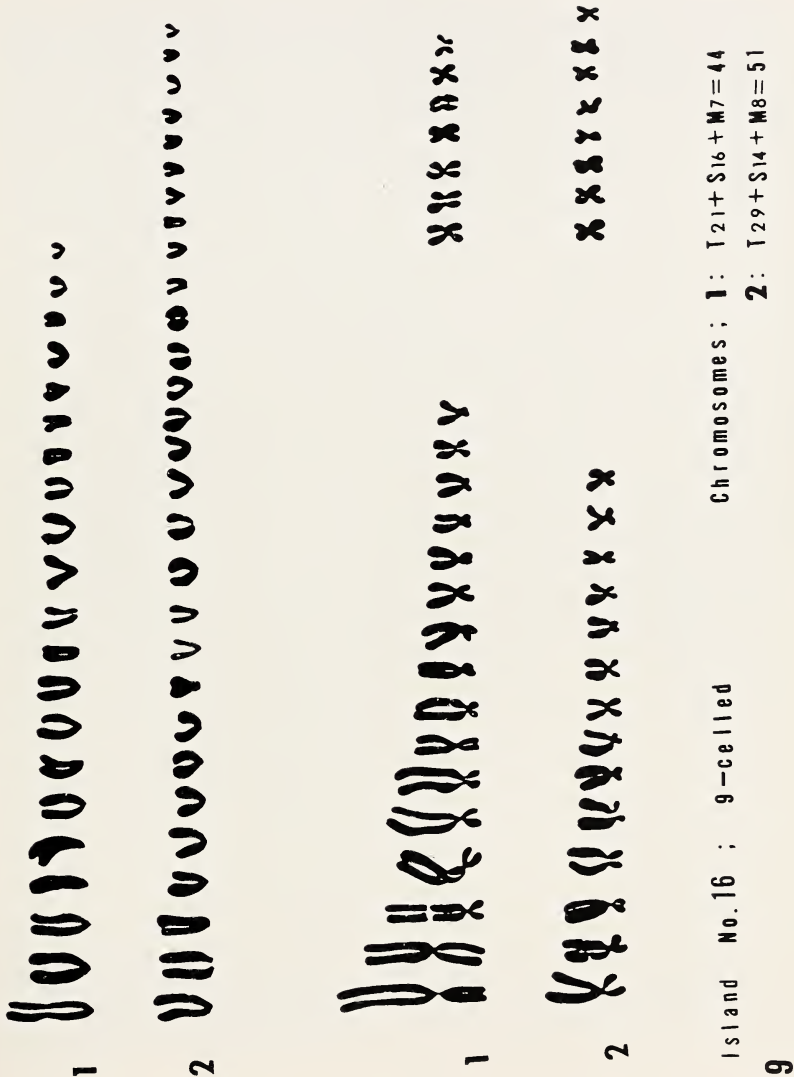 1
2
1
2
Island No.16 ; 9-celled Chromosomes; 1: T21+S16+M7=44
2: T29+S14+M8=51
9